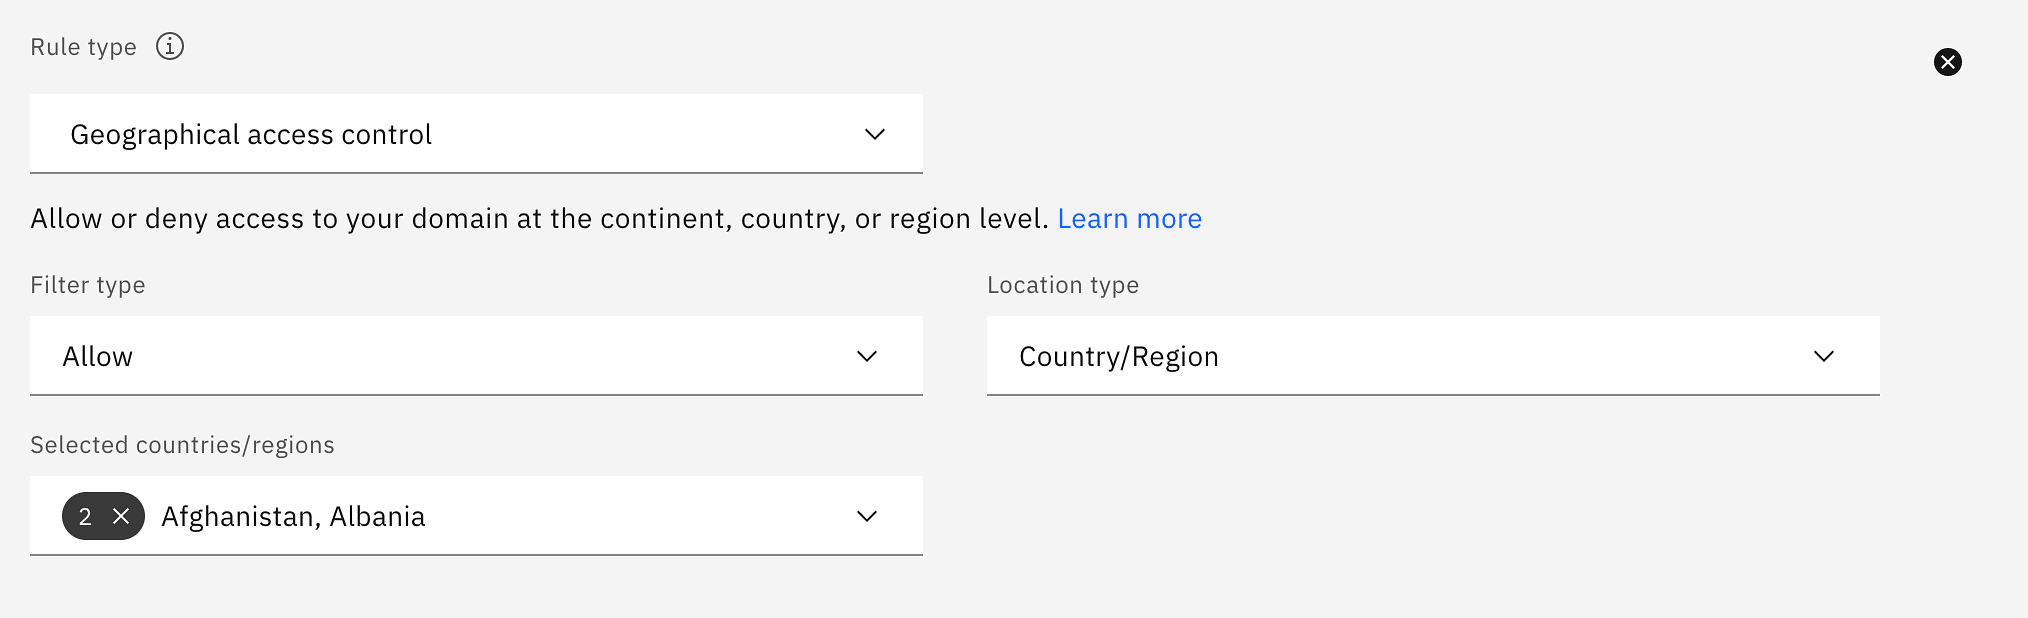 Rule type
Geographical access control
Allow or deny access to your domain at the continent, country, or region level. Learn more
Filter type
Location type
Allow
Country/Region
Selected countries/regions
2 Afghanistan, Albania